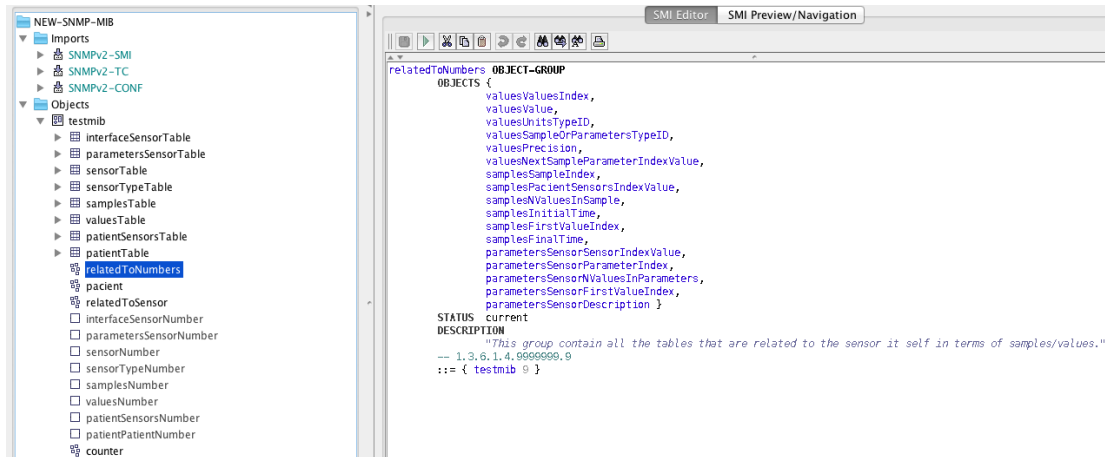 NEW-SNMP-MIB
Imports
SNMPv2-SMI
SNMPv2-TC
SNMPv2-CONF
Objects
testmib
interfaceSensorTable
parametersSensorTable
sensorTable
sensorTypeTable
samplesTable
valuesTable
patientSensorsTable
patientTable
relatedToNumbers
pacient
relatedToSensor
interfaceSensorNumber
parametersSensorNumber
sensorNumber
sensorTypeNumber
samplesNumber
valuesNumber
patientSensorsNumber
patientPatientNumber
counter
SMI Editor SMI Preview/Navigation
relatedToNumbers OBJECT-GROUP
OBJECTS {
valuesValuesIndex,
valuesValue,
valuesUnitsTypeID,
valuesSampleOrParametersTypeID,
valuesPrecision,
valuesNextSampleParameterIndexValue,
samplesSampleIndex,
samplesPacientSensorsIndexValue,
samplesNValuesInSample,
samplesInitialTime,
samplesFirstValueIndex,
samplesFinalTime,
parametersSensorSensorIndexValue,
parametersSensorParameterIndex,
parametersSensorNValuesInParameters,
parametersSensorFirstValueIndex,
parametersSensorDescription }
STATUS current
DESCRIPTION
"This group contain all the tables that are related to the sensor it self in terms of samples/values."
-- 1.3.6.1.4.9999999.9
::= { testmib 9 }